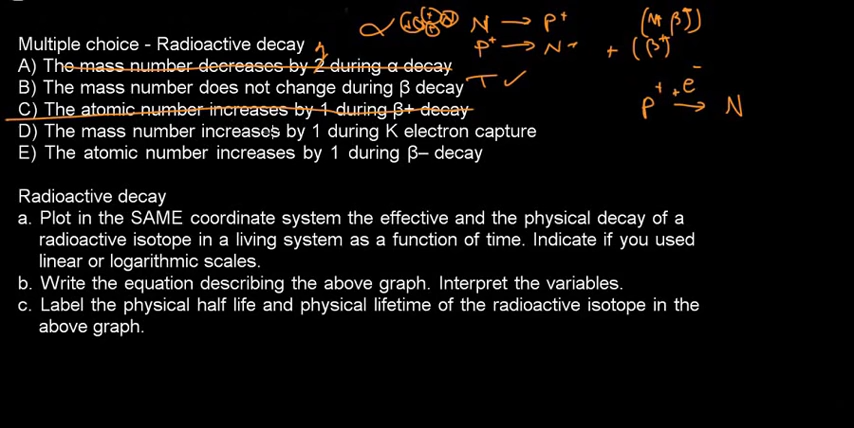 N → P+ (β-)
P+ → N + (β+)
Multiple choice - Radioactive decay
A) The mass number decreases by 2 during α decay
B) The mass number does not change during β decay T ✓
P+ + e- → N
C) The atomic number increases by 1 during β+ decay
D) The mass number increases by 1 during K electron capture
E) The atomic number increases by 1 during β– decay
Radioactive decay
a. Plot in the SAME coordinate system the effective and the physical decay of a
radioactive isotope in a living system as a function of time. Indicate if you used
linear or logarithmic scales.
b. Write the equation describing the above graph. Interpret the variables.
c. Label the physical half life and physical lifetime of the radioactive isotope in the
above graph.